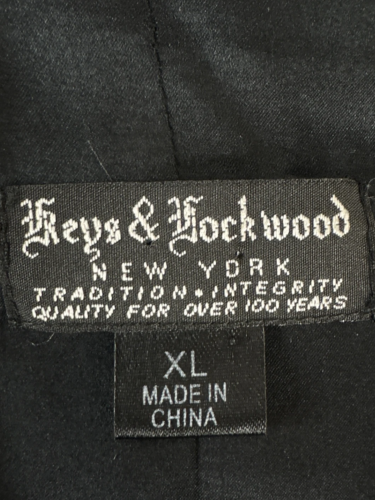 Keys & Lockwood
NEW YORK
TRADITION • INTEGRITY
QUALITY FOR OVER 100 YEARS
XL
MADE IN
CHINA